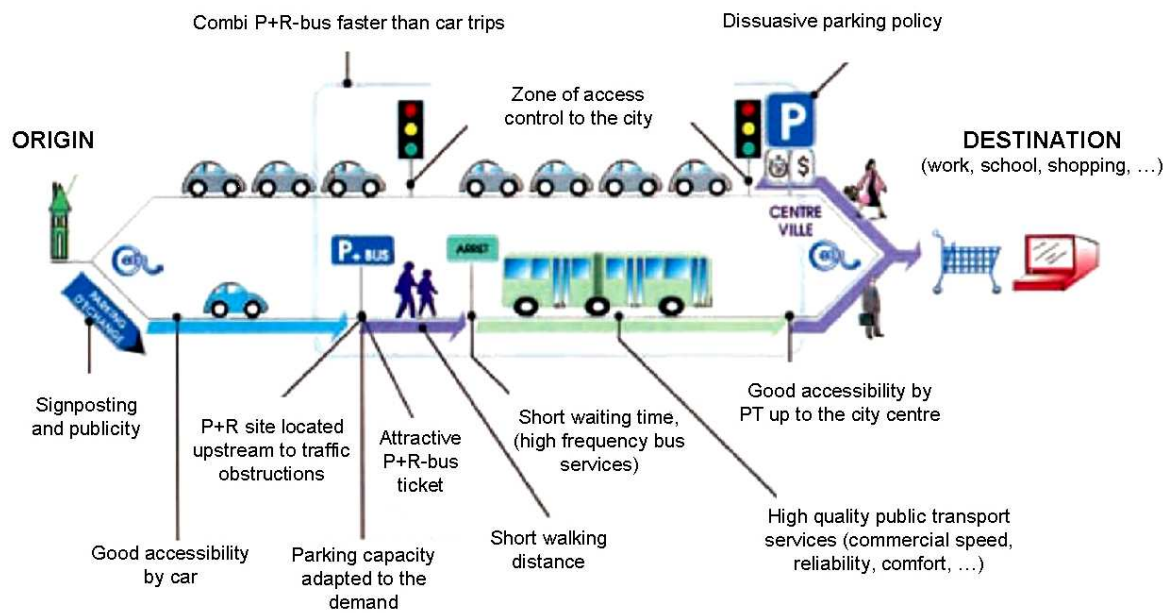 Combi P+R-bus faster than car trips
Dissuasive parking policy
Zone of access
control to the city
ORIGIN
DESTINATION
(work, school, shopping, …)
P
$
CENTRE
VILLE
P+ BUS
ARRET
PARKING
D'ECHANGE
Signposting
and publicity
P+R site located
upstream to traffic
obstructions
Attractive
P+R-bus
ticket
Short waiting time,
(high frequency bus
services)
Good accessibility by
PT up to the city centre
Good accessibility
by car
Parking capacity
adapted to the
demand
Short walking
distance
High quality public transport
services (commercial speed,
reliability, comfort, …)